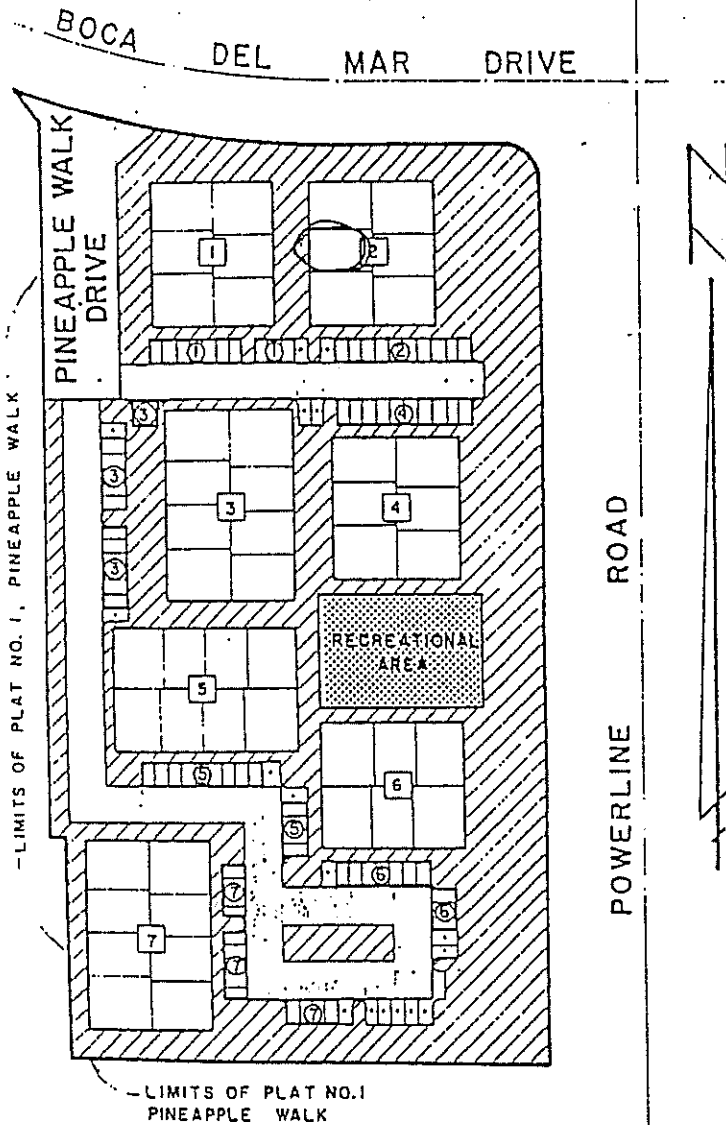 BOCA DEL MAR DRIVE
PINEAPPLE WALK
DRIVE
1
2
1
1
2
3
4
3
3
3
4
RECREATIONAL
AREA
5
5
6
5
6
6
7
7
7
7
POWERLINE ROAD
-LIMITS OF PLAT NO. 1, PINEAPPLE WALK
-LIMITS OF PLAT NO.1
PINEAPPLE WALK